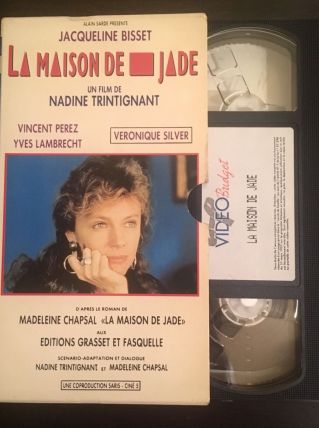 ALAIN SARDE PRESENTE
JACQUELINE BISSET
LA MAISON DE JADE
UN FILM DE
NADINE TRINTIGNANT
VINCENT PEREZ
YVES LAMBRECHT
VERONIQUE SILVER
D'APRES LE ROMAN DE
MADELEINE CHAPSAL «LA MAISON DE JADE»
AUX
EDITIONS GRASSET ET FASQUELLE
SCENARIO-ADAPTATION ET DIALOGUE
NADINE TRINTIGNANT ET MADELEINE CHAPSAL
UNE COPRODUCTION SARIS - CINE 5
VIDEO
Budget
LA MAISON DE JADE